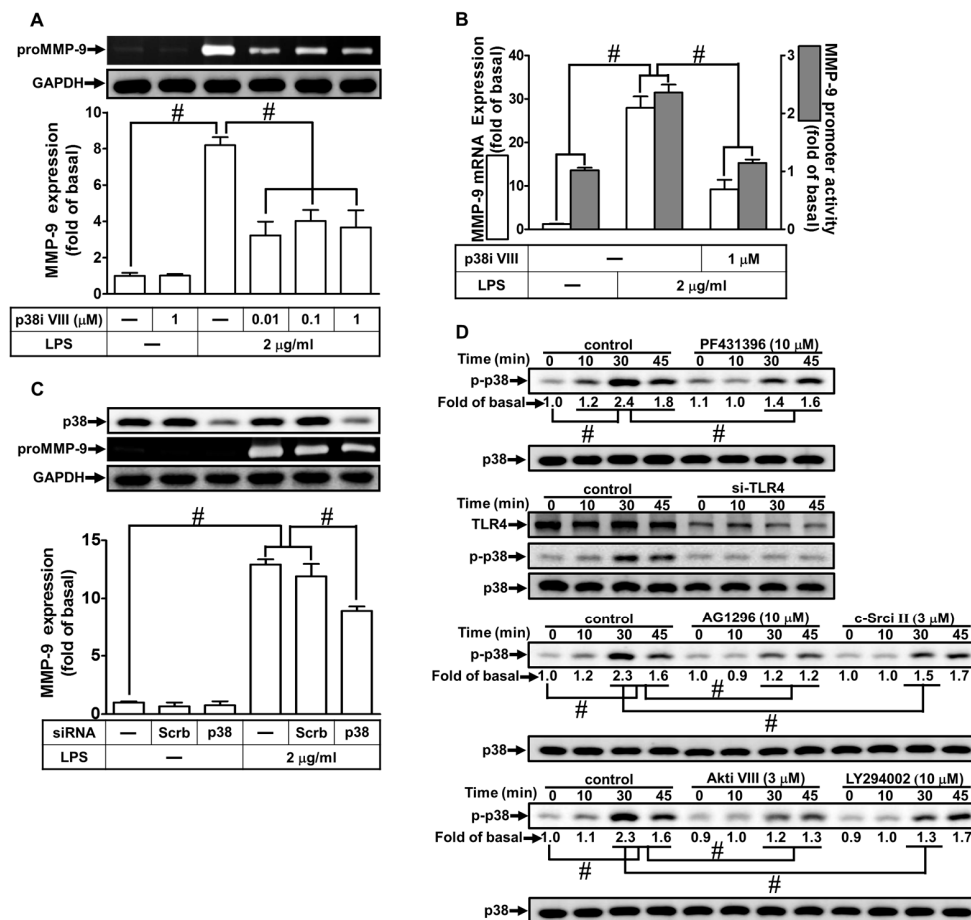 A
proMMP-9
GAPDH
#
#
MMP-9 expression
(fold of basal)
10
8
6
4
2
0
p38i VIII (μM) — 1 — 0.01 0.1 1
LPS — 2 μg/ml
B
#
#
MMP-9 mRNA Expression
(fold of basal)
40
30
20
10
0
3
2
1
0
MMP-9 promoter activity
(fold of basal)
p38i VIII — 1 μM
LPS — 2 μg/ml
C
p38
proMMP-9
GAPDH
#
#
MMP-9 expression
(fold of basal)
15
10
5
0
siRNA — Scrb p38 — Scrb p38
LPS — 2 μg/ml
D
control PF431396 (10 μM)
Time (min) 0 10 30 45 0 10 30 45
p-p38
Fold of basal 1.0 1.2 2.4 1.8 1.1 1.0 1.4 1.6
# #
p38
control si-TLR4
Time (min) 0 10 30 45 0 10 30 45
TLR4
p-p38
p38
control AG1296 (10 μM) c-Srci II (3 μM)
Time (min) 0 10 30 45 0 10 30 45 0 10 30 45
p-p38
Fold of basal 1.0 1.2 2.3 1.6 1.0 0.9 1.2 1.2 1.0 1.0 1.5 1.7
# #
#
p38
control Akti VIII (3 μM) LY294002 (10 μM)
Time (min) 0 10 30 45 0 10 30 45 0 10 30 45
p-p38
Fold of basal 1.0 1.1 2.3 1.6 0.9 1.0 1.2 1.3 0.9 1.0 1.3 1.7
# #
#
p38